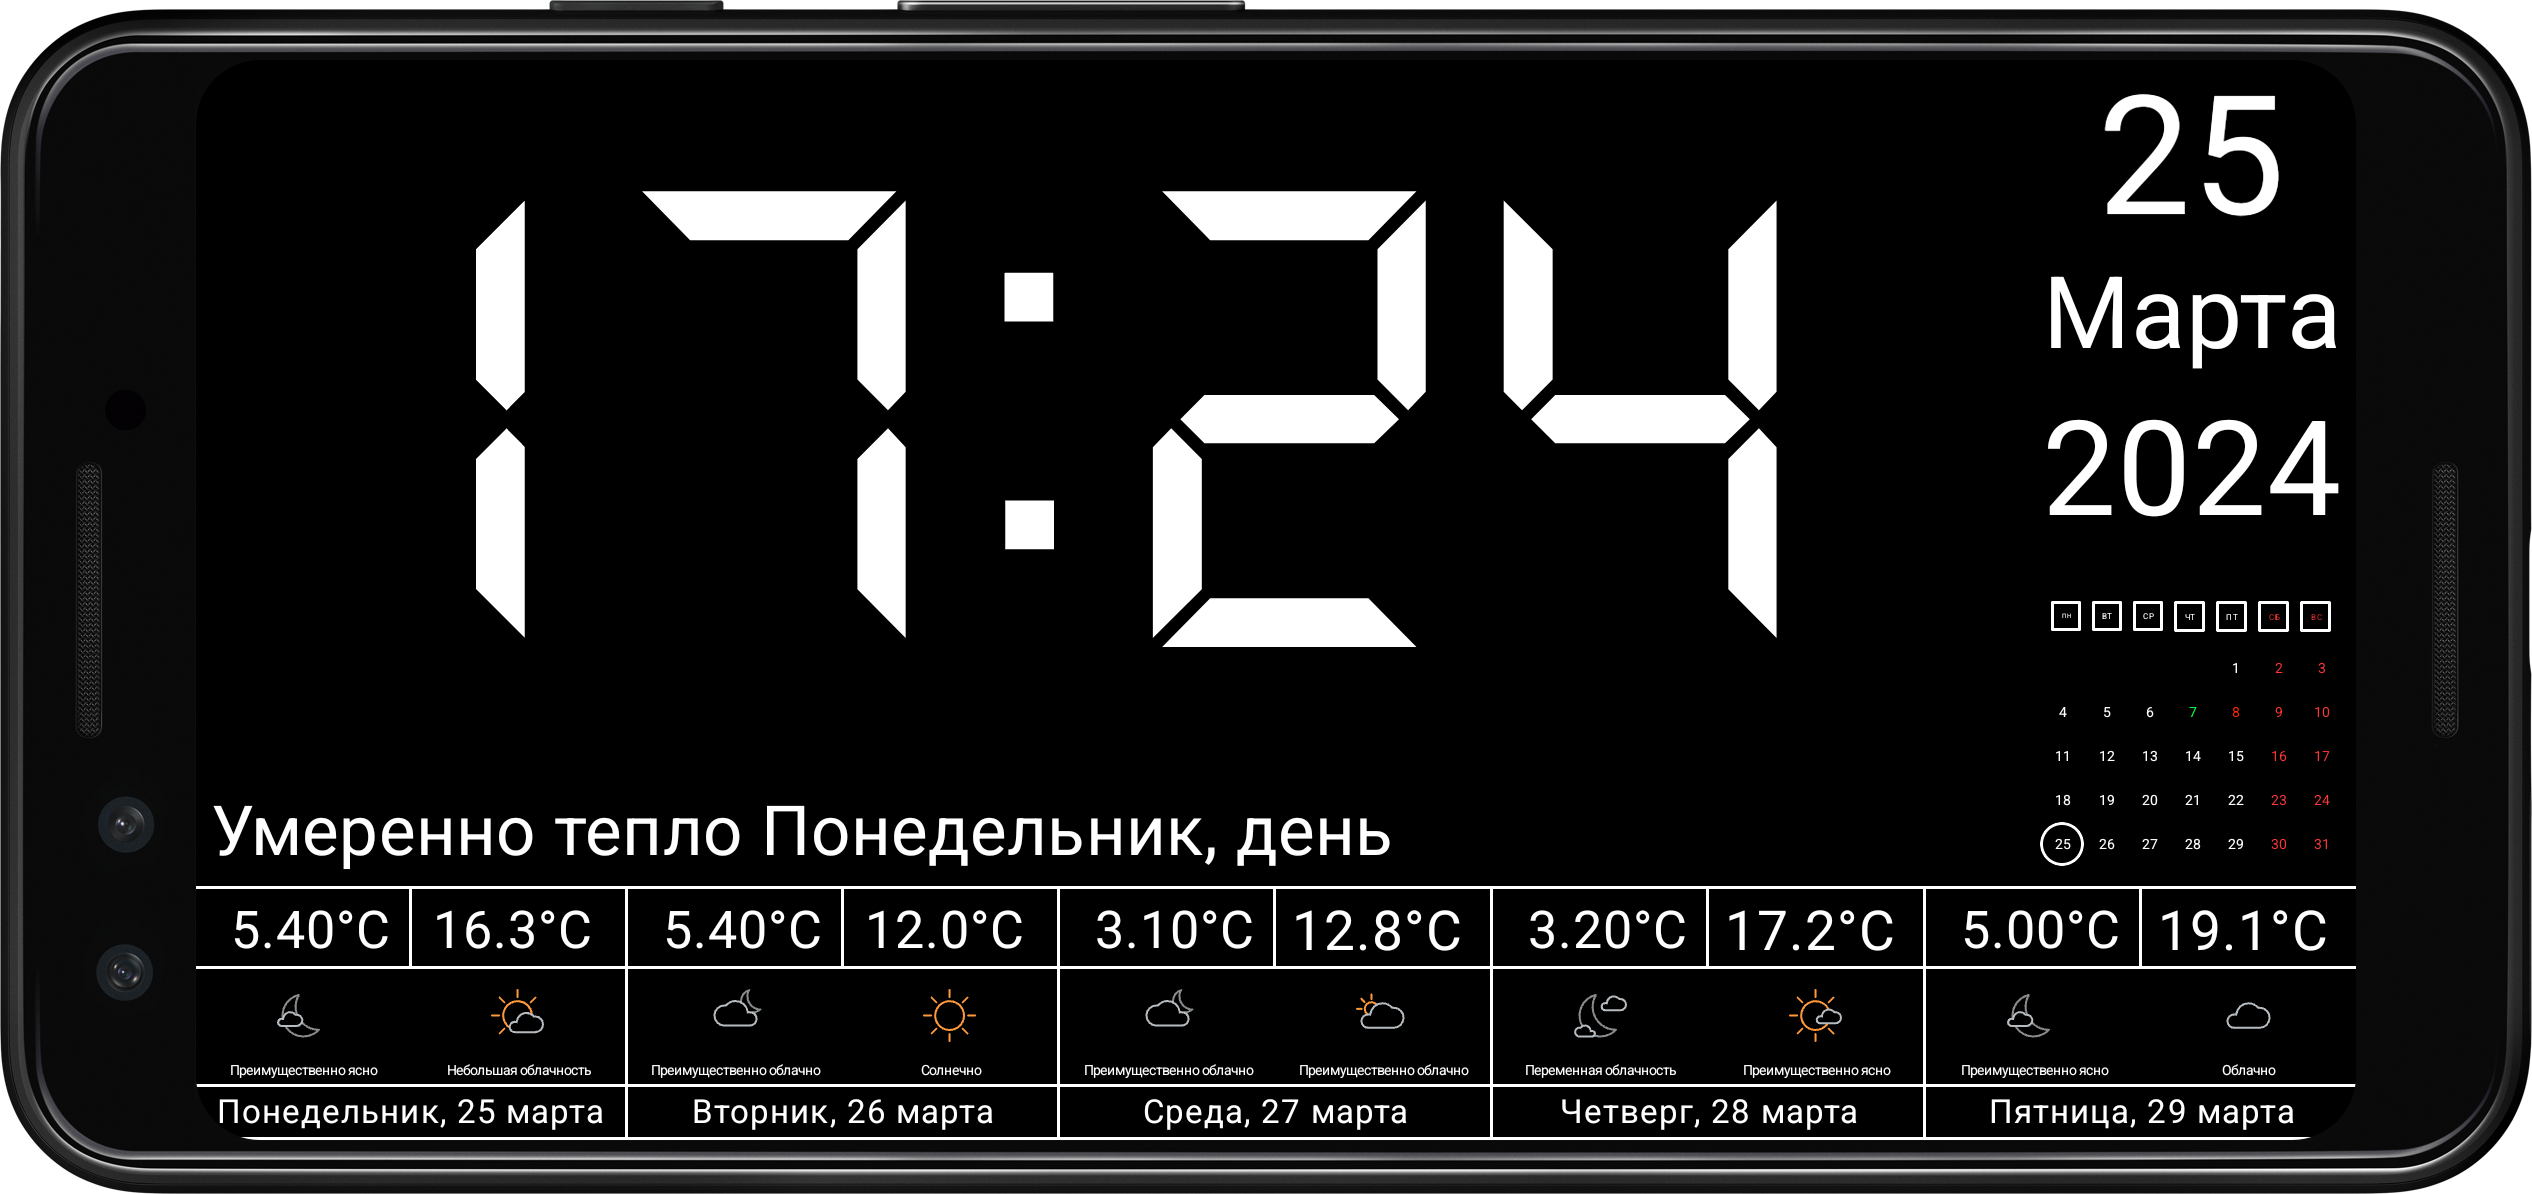 17:24
25
Марта
2024
ПН ВТ СР ЧТ ПТ СБ ВС
1 2 3
4 5 6 7 8 9 10
11 12 13 14 15 16 17
18 19 20 21 22 23 24
25 26 27 28 29 30 31
Умеренно тепло Понедельник, день
5.40°C 16.3°C 5.40°C 12.0°C 3.10°C 12.8°C 3.20°C 17.2°C 5.00°C 19.1°C
Преимущественно ясно Небольшая облачность Преимущественно облачно Солнечно Преимущественно облачно Преимущественно облачно Переменная облачность Преимущественно ясно Преимущественно ясно Облачно
Понедельник, 25 марта Вторник, 26 марта Среда, 27 марта Четверг, 28 марта Пятница, 29 марта